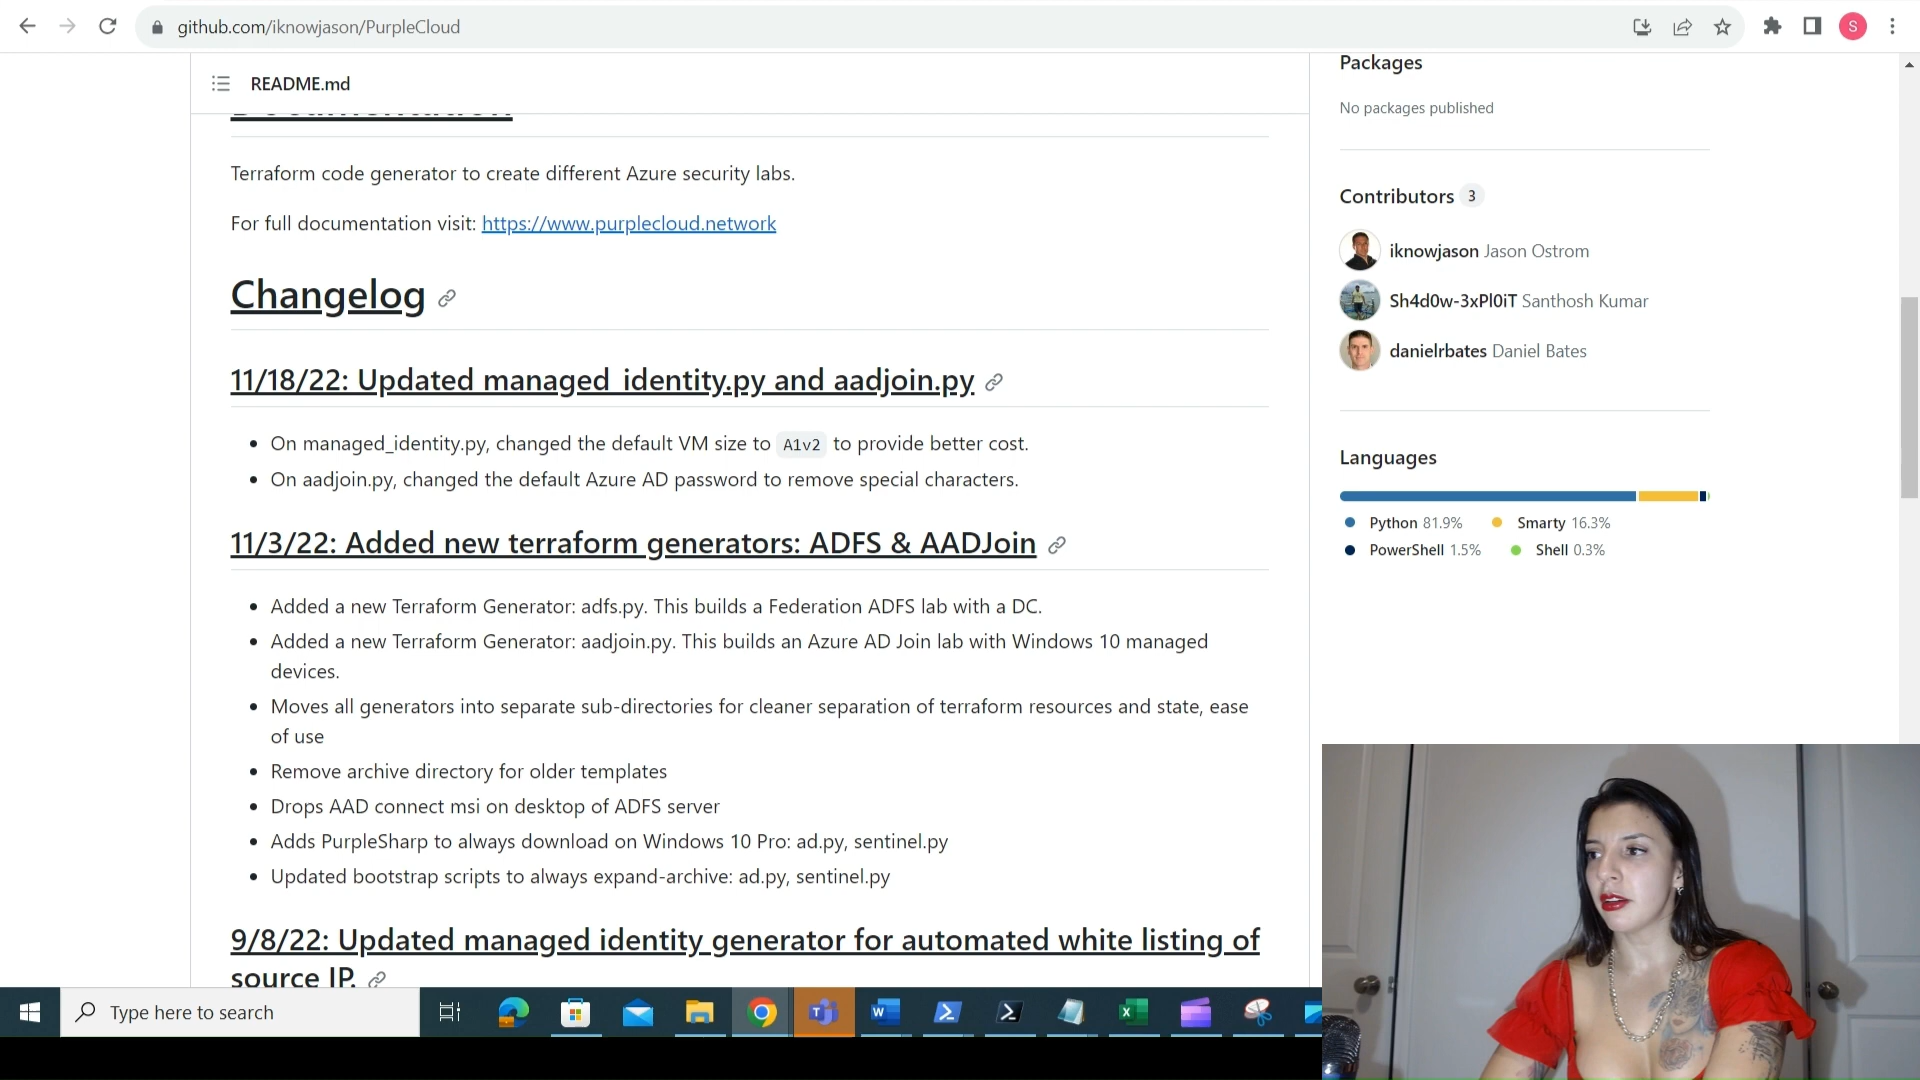 github.com/iknowjason/PurpleCloud
S
README.md
Documentation
Terraform code generator to create different Azure security labs.
For full documentation visit: https://www.purplecloud.network
Changelog
11/18/22: Updated managed_identity.py and aadjoin.py
On managed_identity.py, changed the default VM size to A1v2 to provide better cost.
On aadjoin.py, changed the default Azure AD password to remove special characters.
11/3/22: Added new terraform generators: ADFS & AADJoin
Added a new Terraform Generator: adfs.py. This builds a Federation ADFS lab with a DC.
Added a new Terraform Generator: aadjoin.py. This builds an Azure AD Join lab with Windows 10 managed
devices.
Moves all generators into separate sub-directories for cleaner separation of terraform resources and state, ease
of use
Remove archive directory for older templates
Drops AAD connect msi on desktop of ADFS server
Adds PurpleSharp to always download on Windows 10 Pro: ad.py, sentinel.py
Updated bootstrap scripts to always expand-archive: ad.py, sentinel.py
9/8/22: Updated managed identity generator for automated white listing of
source IP.
Packages
No packages published
Contributors 3
iknowjason Jason Ostrom
Sh4d0w-3xPl0iT Santhosh Kumar
danielrbates Daniel Bates
Languages
Python 81.9% Smarty 16.3%
PowerShell 1.5% Shell 0.3%
Type here to search